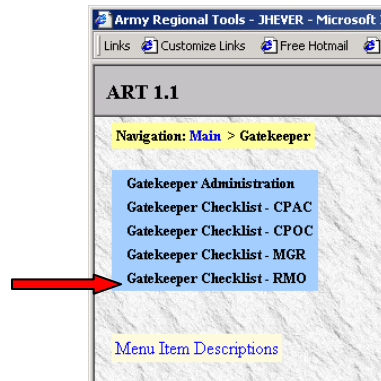 Army Regional Tools - JHEVER - Microsoft
Links Customize Links Free Hotmail
ART 1.1
Navigation: Main > Gatekeeper
Gatekeeper Administration
Gatekeeper Checklist - CPAC
Gatekeeper Checklist - CPOC
Gatekeeper Checklist - MGR
Gatekeeper Checklist - RMO
Menu Item Descriptions